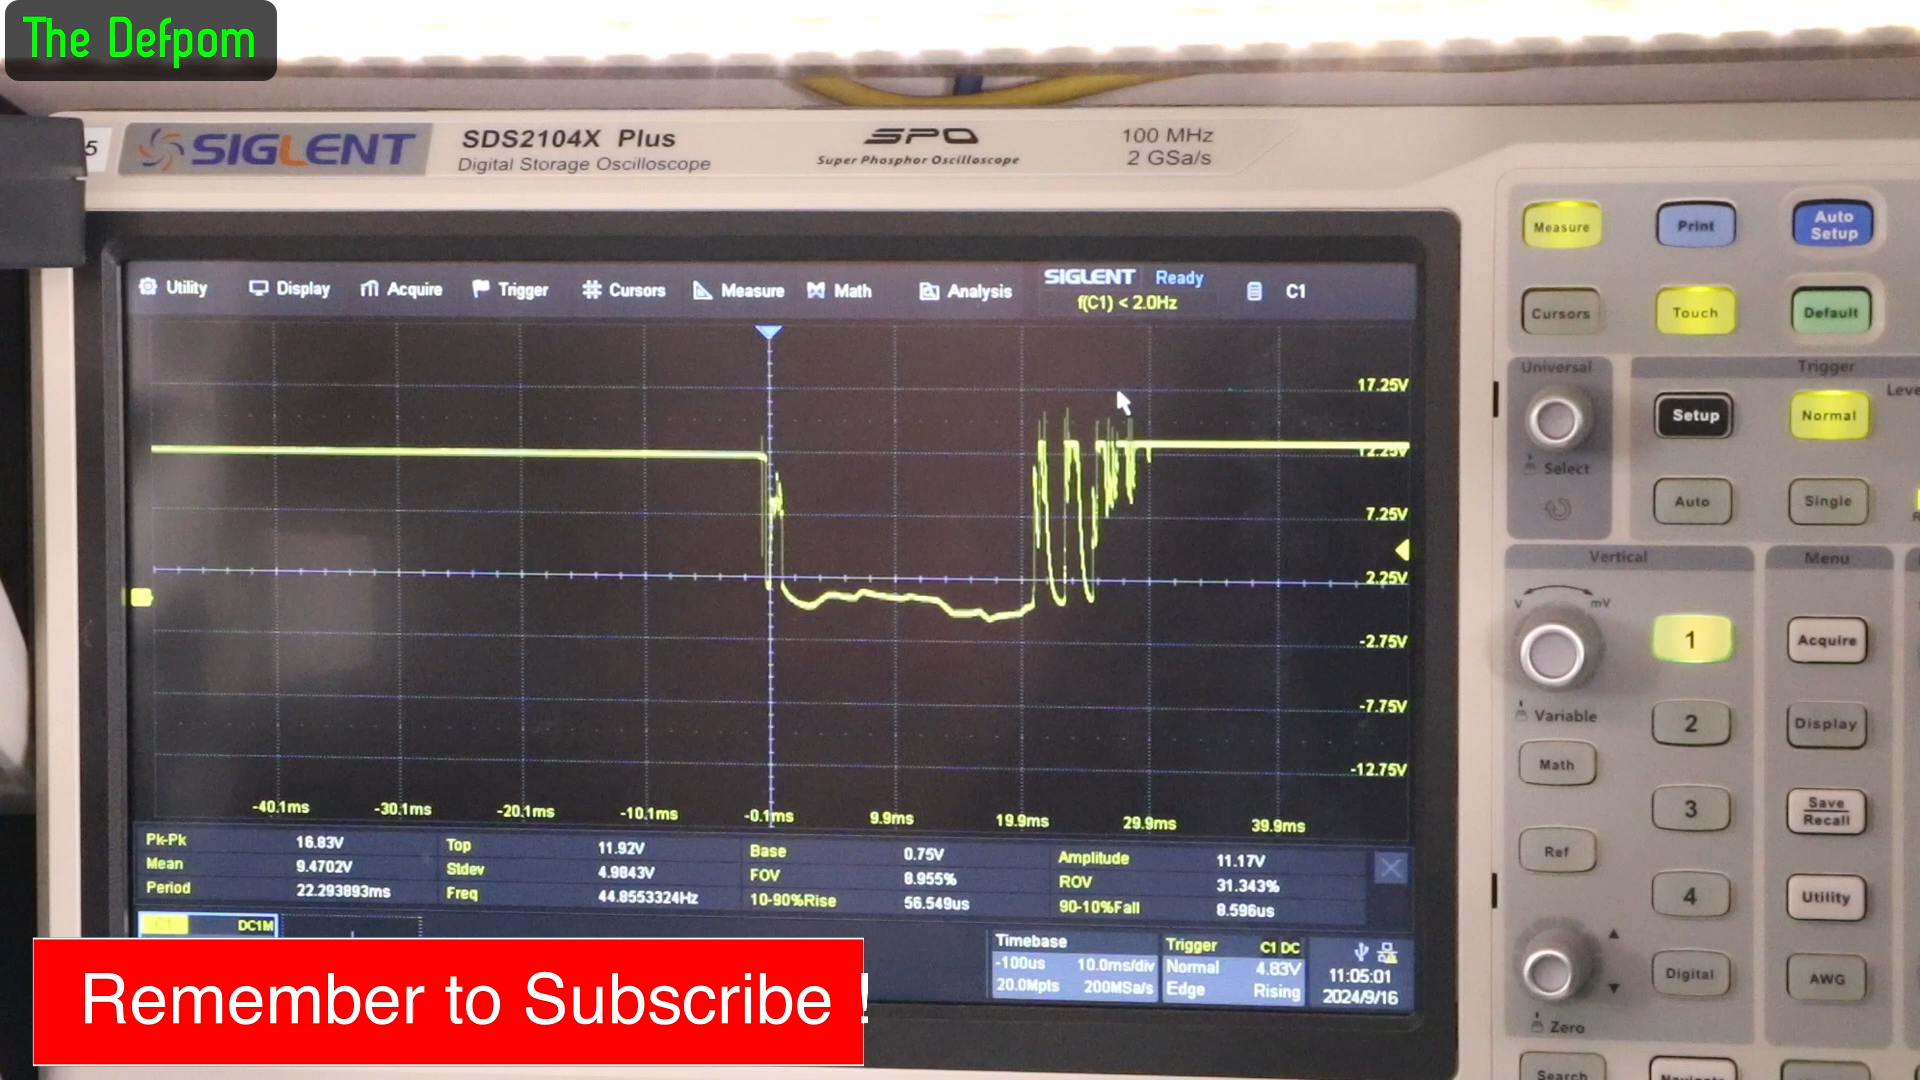 The Defpom
5
SIGLENT
SDS2104X Plus
Digital Storage Oscilloscope
SPO
Super Phosphor Oscilloscope
100 MHz
2 GSa/s
Utility
Display
Acquire
Trigger
Cursors
Measure
Math
Analysis
SIGLENT
Ready
f(C1) < 2.0Hz
C1
17.25V
12.25V
7.25V
2.25V
-2.75V
-7.75V
-12.75V
-40.1ms
-30.1ms
-20.1ms
-10.1ms
-0.1ms
9.9ms
19.9ms
29.9ms
39.9ms
Pk-Pk 16.83V Top 11.92V Base 0.75V Amplitude 11.17V
Mean 9.4702V Stdev 4.9843V FOV 8.955% ROV 31.343%
Period 22.293893ms Freq 44.8553324Hz 10-90%Rise 56.549us 90-10%Fall 8.596us
C1 DC1M
Timebase
-100us 10.0ms/div
20.0Mpts 200MSa/s
Trigger C1 DC
Normal 4.83V
Edge Rising
11:05:01
2024/9/16
Remember to Subscribe !
Measure
Print
Auto
Setup
Cursors
Touch
Default
Universal
Trigger
Select
Setup
Normal
Auto
Single
Vertical
Menu
V
mV
Variable
1
Acquire
2
Display
Math
3
Save
Recall
Ref
4
Utility
Digital
AWG
Zero
Search